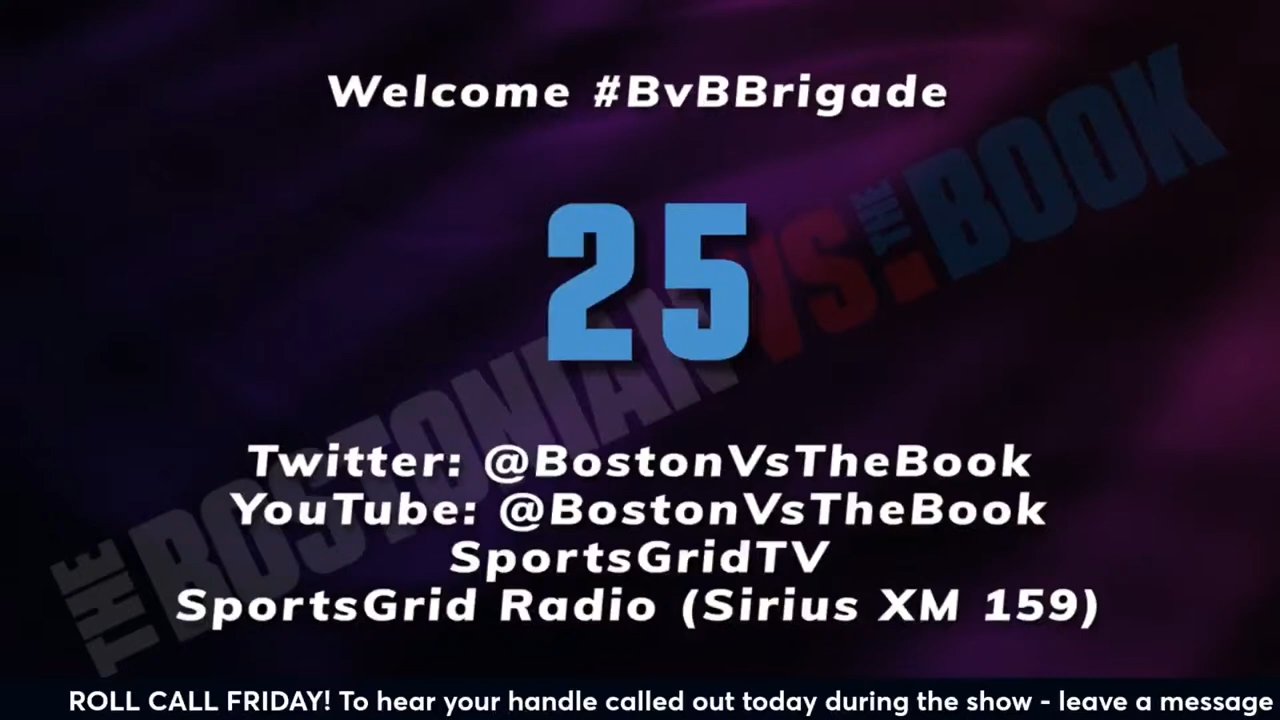 Welcome #BvBBrigade
25
THE BOSTONIAN VS. THE BOOK
Twitter: @BostonVsTheBook
YouTube: @BostonVsTheBook
SportsGridTV
SportsGrid Radio (Sirius XM 159)
ROLL CALL FRIDAY! To hear your handle called out today during the show - leave a message